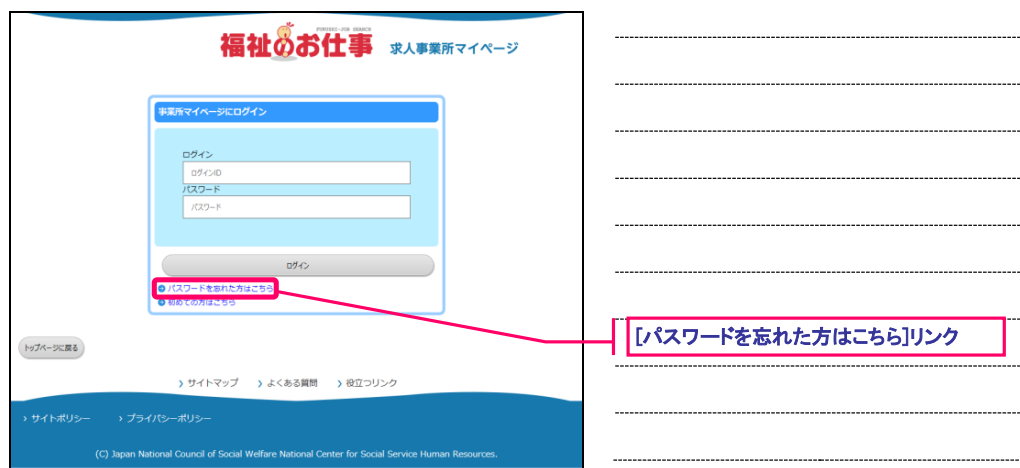 福祉のお仕事 求人事業所マイページ
事業所マイページにログイン
ログイン
ログインID
パスワード
パスワード
ログイン
パスワードを忘れた方はこちら
初めての方はこちら
[パスワードを忘れた方はこちら]リンク
トップページに戻る
サイトマップ よくある質問 役立つリンク
サイトポリシー プライバシーポリシー
(C) Japan National Council of Social Welfare National Center for Social Service Human Resources.